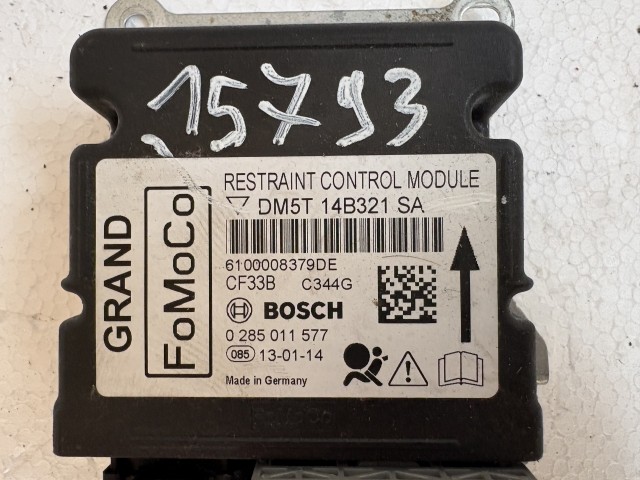 15793
GRAND
FoMoCo
RESTRAINT CONTROL MODULE
DM5T 14B321 SA
6100008379DE
CF33B C344G
BOSCH
0 285 011 577
085 13-01-14
Made in Germany
FoMoCo